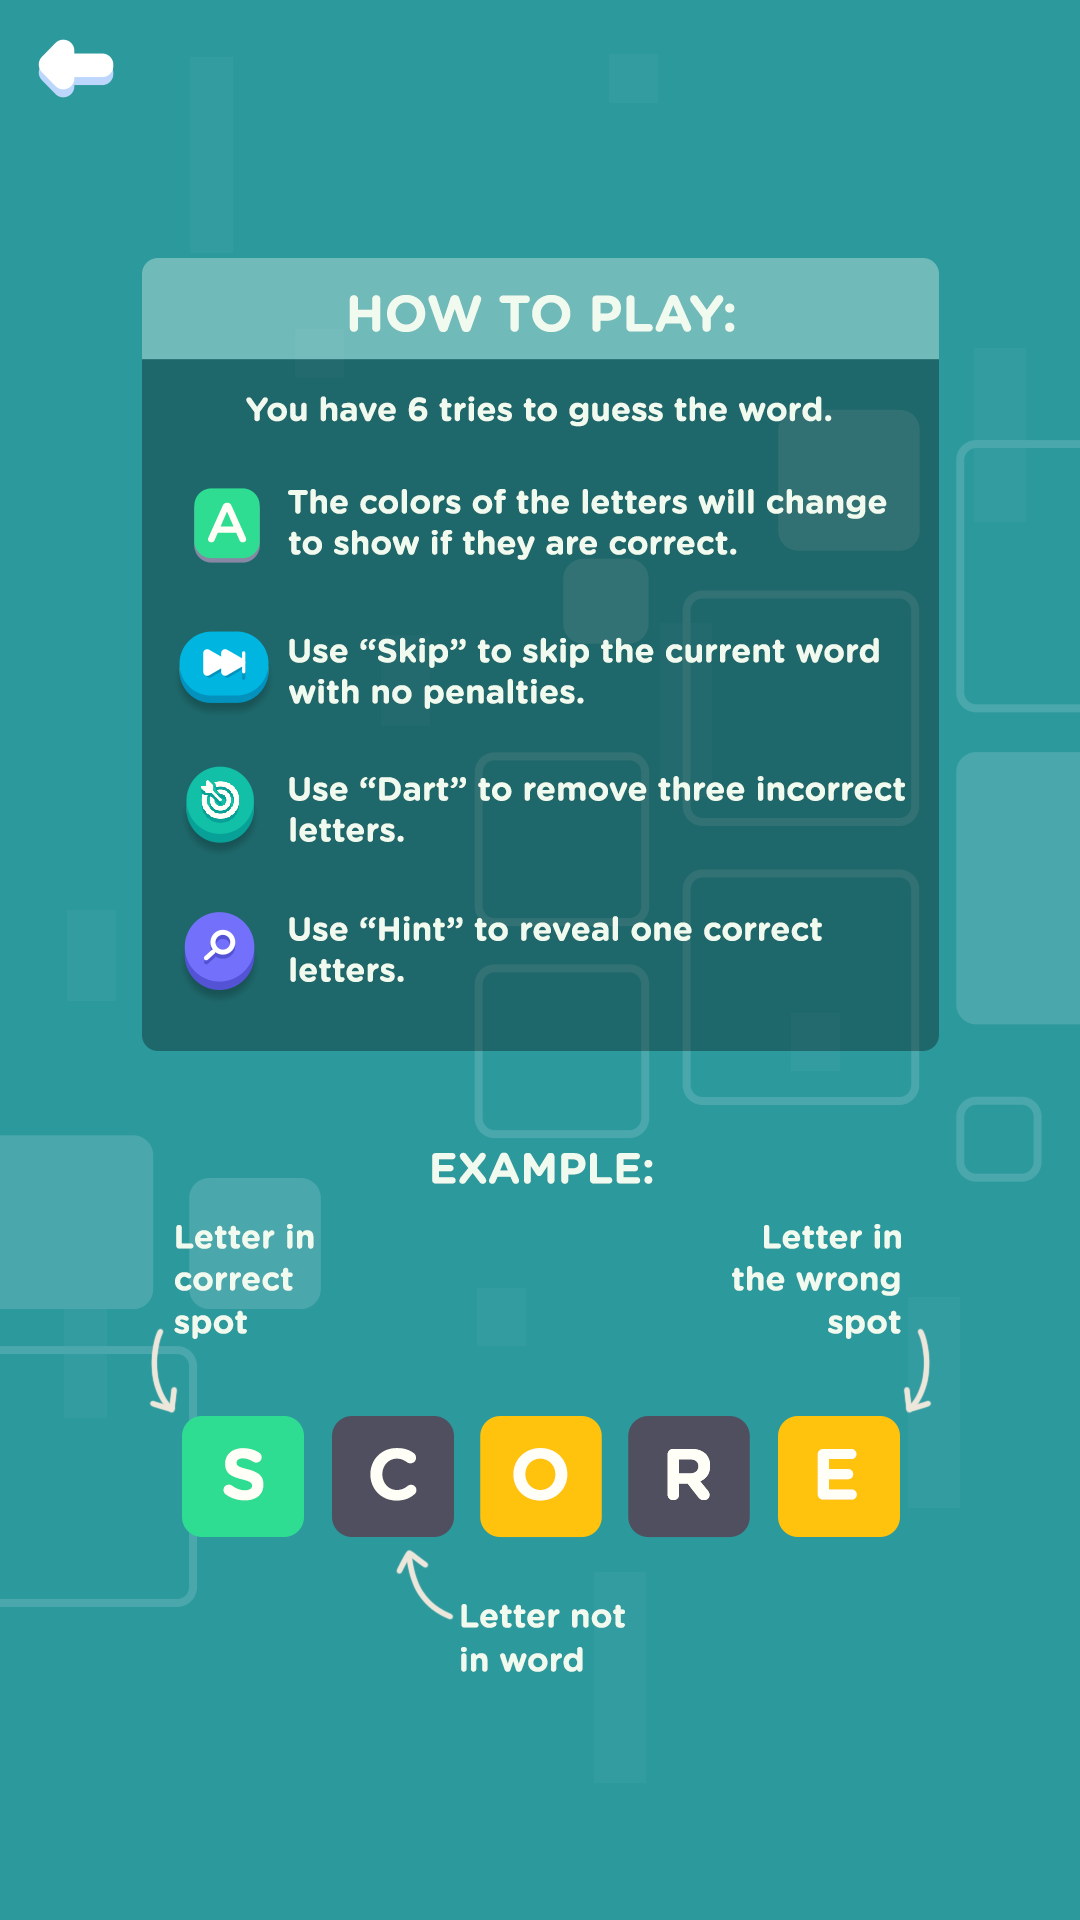 HOW TO PLAY:
You have 6 tries to guess the word.
A
The colors of the letters will change
to show if they are correct.
Use “Skip” to skip the current word
with no penalties.
Use “Dart” to remove three incorrect
letters.
Use “Hint” to reveal one correct
letters.
EXAMPLE:
Letter in
correct
spot
Letter in
the wrong
spot
S C O R E
Letter not
in word